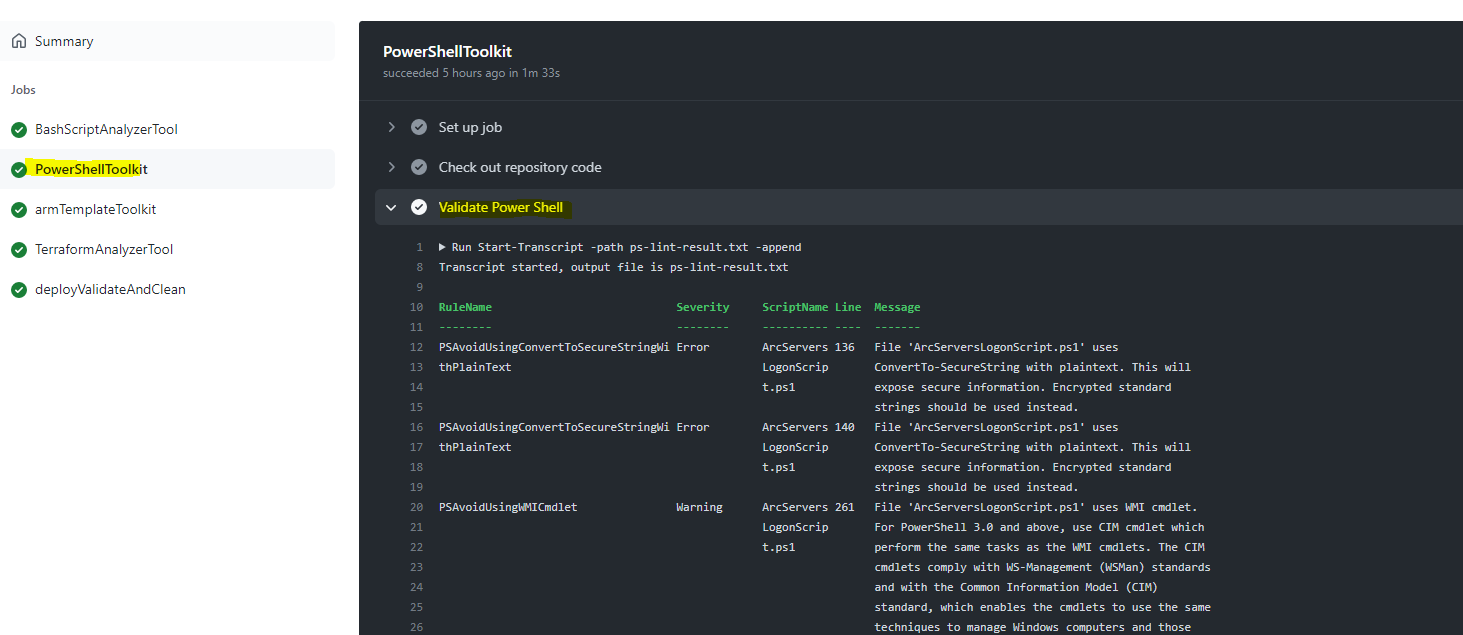 Summary
Jobs
BashScriptAnalyzerTool
PowerShellToolkit
armTemplateToolkit
TerraformAnalyzerTool
deployValidateAndClean
PowerShellToolkit
succeeded 5 hours ago in 1m 33s
Set up job
Check out repository code
Validate Power Shell
1 Run Start-Transcript -path ps-lint-result.txt -append
8 Transcript started, output file is ps-lint-result.txt
9
10 RuleName Severity ScriptName Line Message
11 -------- -------- ---------- ---- -------
12 PSAvoidUsingConvertToSecureStringWi Error ArcServers 136 File 'ArcServersLogonScript.ps1' uses
13 thPlainText LogonScrip ConvertTo-SecureString with plaintext. This will
14 t.ps1 expose secure information. Encrypted standard
15 strings should be used instead.
16 PSAvoidUsingConvertToSecureStringWi Error ArcServers 140 File 'ArcServersLogonScript.ps1' uses
17 thPlainText LogonScrip ConvertTo-SecureString with plaintext. This will
18 t.ps1 expose secure information. Encrypted standard
19 strings should be used instead.
20 PSAvoidUsingWMICmdlet Warning ArcServers 261 File 'ArcServersLogonScript.ps1' uses WMI cmdlet.
21 LogonScrip For PowerShell 3.0 and above, use CIM cmdlet which
22 t.ps1 perform the same tasks as the WMI cmdlets. The CIM
23 cmdlets comply with WS-Management (WSMan) standards
24 and with the Common Information Model (CIM)
25 standard, which enables the cmdlets to use the same
26 techniques to manage Windows computers and those